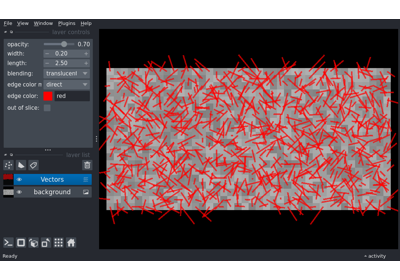 File View Window Plugins Help
layer controls
opacity: 0.70
width: 0.20
length: 2.50
blending: translucent
edge color m direct
edge color: red
out of slice:
layer list
Vectors
background
Ready
activity